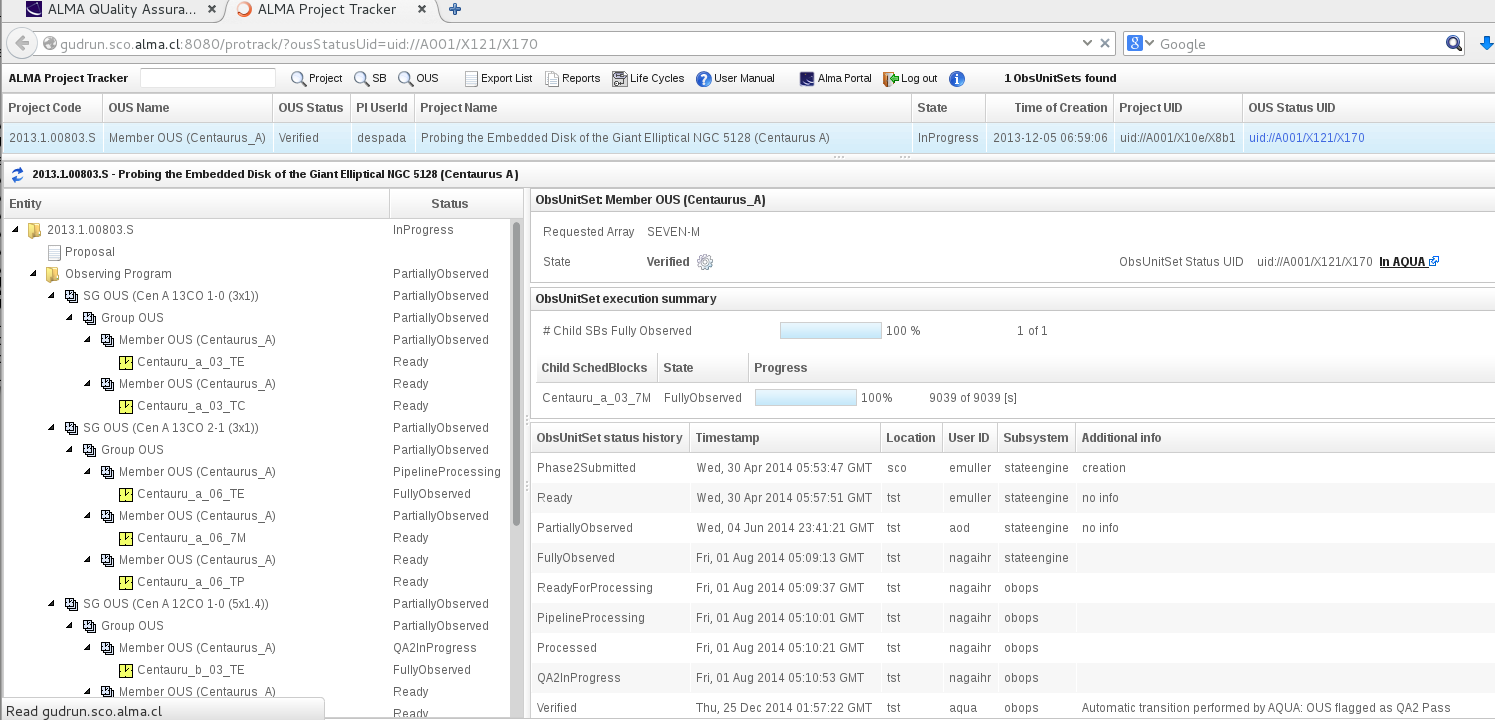 ALMA QUality Assura... ALMA Project Tracker
gudrun.sco.alma.cl:8080/protrack/?ousStatusUid=uid://A001/X121/X170 Google
ALMA Project Tracker Project SB OUS Export List Reports Life Cycles User Manual Alma Portal Log out 1 ObsUnitSets found
Project Code OUS Name OUS Status PI UserId Project Name State Time of Creation Project UID OUS Status UID
2013.1.00803.S Member OUS (Centaurus_A) Verified despada Probing the Embedded Disk of the Giant Elliptical NGC 5128 (Centaurus A) InProgress 2013-12-05 06:59:06 uid://A001/X10e/X8b1 uid://A001/X121/X170
2013.1.00803.S - Probing the Embedded Disk of the Giant Elliptical NGC 5128 (Centaurus A)
Entity Status
2013.1.00803.S InProgress
Proposal
Observing Program PartiallyObserved
SG OUS (Cen A 13CO 1-0 (3x1)) PartiallyObserved
Group OUS PartiallyObserved
Member OUS (Centaurus_A) PartiallyObserved
Centauru_a_03_TE Ready
Member OUS (Centaurus_A) Ready
Centauru_a_03_TC Ready
SG OUS (Cen A 13CO 2-1 (3x1)) PartiallyObserved
Group OUS PartiallyObserved
Member OUS (Centaurus_A) PipelineProcessing
Centauru_a_06_TE FullyObserved
Member OUS (Centaurus_A) PartiallyObserved
Centauru_a_06_7M Ready
Member OUS (Centaurus_A) Ready
Centauru_a_06_TP Ready
SG OUS (Cen A 12CO 1-0 (5x1.4)) PartiallyObserved
Group OUS PartiallyObserved
Member OUS (Centaurus_A) QA2InProgress
Centauru_b_03_TE FullyObserved
Member OUS (Centaurus_A) Ready
Ready
Read gudrun.sco.alma.cl
ObsUnitSet: Member OUS (Centaurus_A)
Requested Array SEVEN-M
State Verified ObsUnitSet Status UID uid://A001/X121/X170 In AQUA
ObsUnitSet execution summary
# Child SBs Fully Observed 100 % 1 of 1
Child SchedBlocks State Progress
Centauru_a_03_7M FullyObserved 100% 9039 of 9039 [s]
ObsUnitSet status history Timestamp Location User ID Subsystem Additional info
Phase2Submitted Wed, 30 Apr 2014 05:53:47 GMT sco emuller stateengine creation
Ready Wed, 30 Apr 2014 05:57:51 GMT tst emuller stateengine no info
PartiallyObserved Wed, 04 Jun 2014 23:41:21 GMT tst aod stateengine no info
FullyObserved Fri, 01 Aug 2014 05:09:13 GMT tst nagaihr stateengine
ReadyForProcessing Fri, 01 Aug 2014 05:09:37 GMT tst nagaihr obops
PipelineProcessing Fri, 01 Aug 2014 05:10:01 GMT tst nagaihr obops
Processed Fri, 01 Aug 2014 05:10:21 GMT tst nagaihr obops
QA2InProgress Fri, 01 Aug 2014 05:10:53 GMT tst nagaihr obops
Verified Thu, 25 Dec 2014 01:57:22 GMT tst aqua obops Automatic transition performed by AQUA: OUS flagged as QA2 Pass